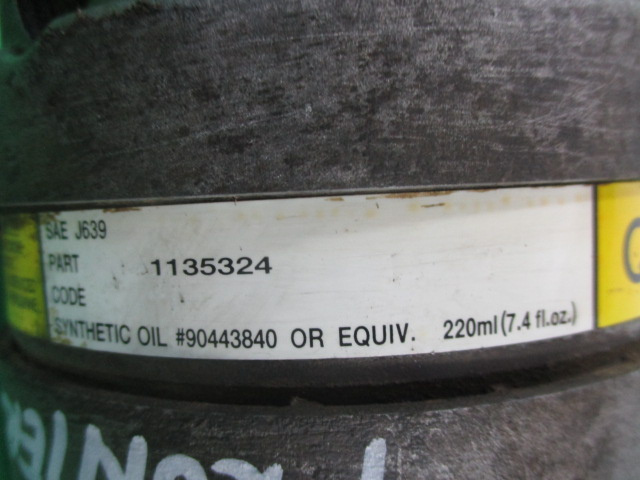 SAE J639
PART 1135324
CODE
SYNTHETIC OIL #90443840 OR EQUIV. 220ml (7.4 fl.oz.)